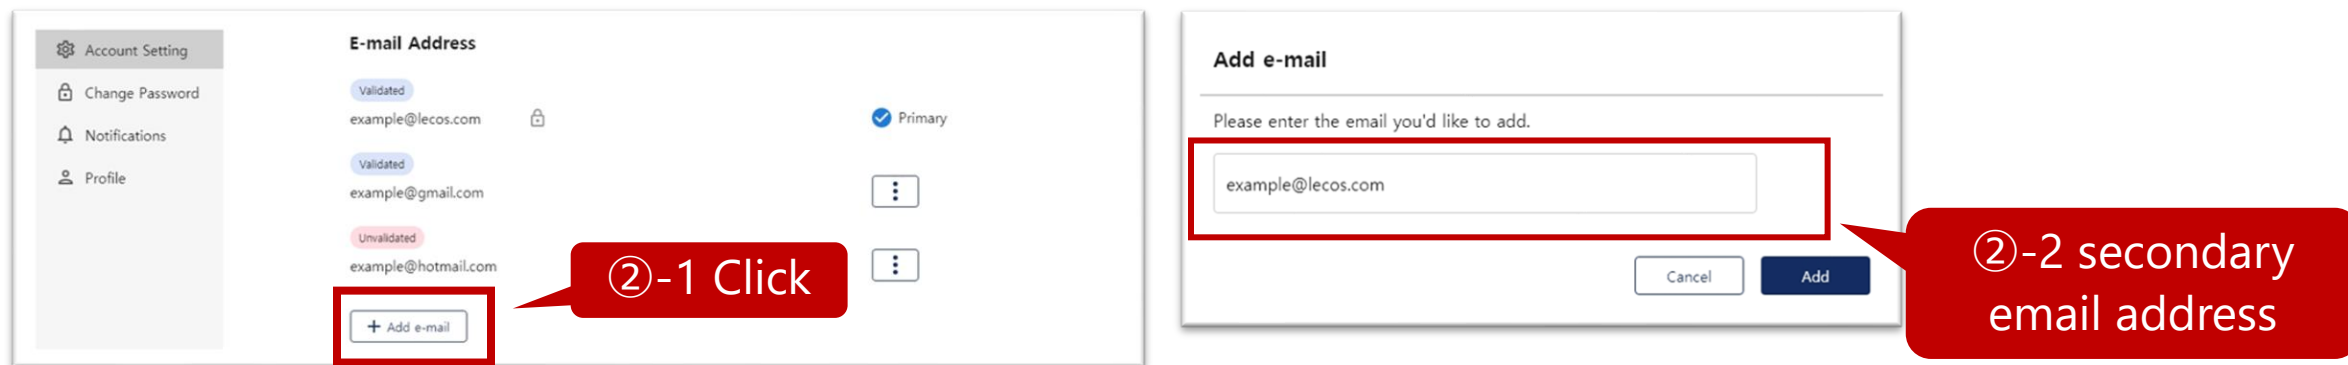 Account Setting
Change Password
Notifications
Profile
E-mail Address
Validated
example@lecos.com
Primary
Validated
example@gmail.com
Unvalidated
example@hotmail.com
+ Add e-mail
②-1 Click
Add e-mail
Please enter the email you'd like to add.
example@lecos.com
Cancel
Add
②-2 secondary
email address